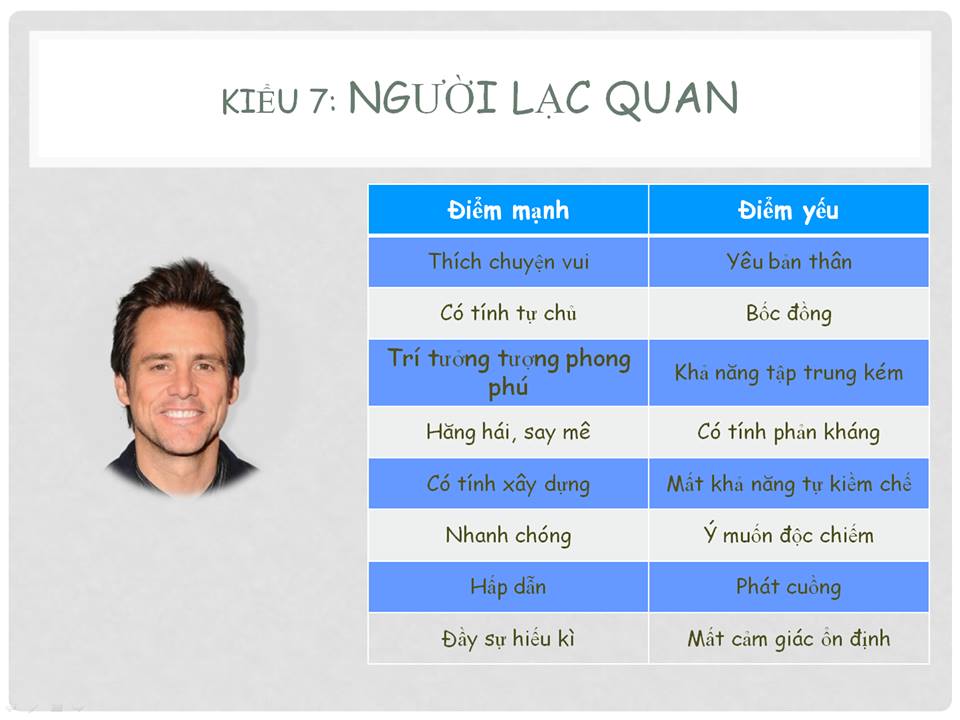 KIỂU 7: NGƯỜI LẠC QUAN
Điểm mạnh
Điểm yếu
Thích chuyện vui
Yêu bản thân
Có tính tự chủ
Bốc đồng
Trí tưởng tượng phong
phú
Khả năng tập trung kém
Hăng hái, say mê
Có tính phản kháng
Có tính xây dựng
Mất khả năng tự kiềm chế
Nhanh chóng
Ý muốn độc chiếm
Hấp dẫn
Phát cuồng
Đầy sự hiếu kì
Mất cảm giác ổn định